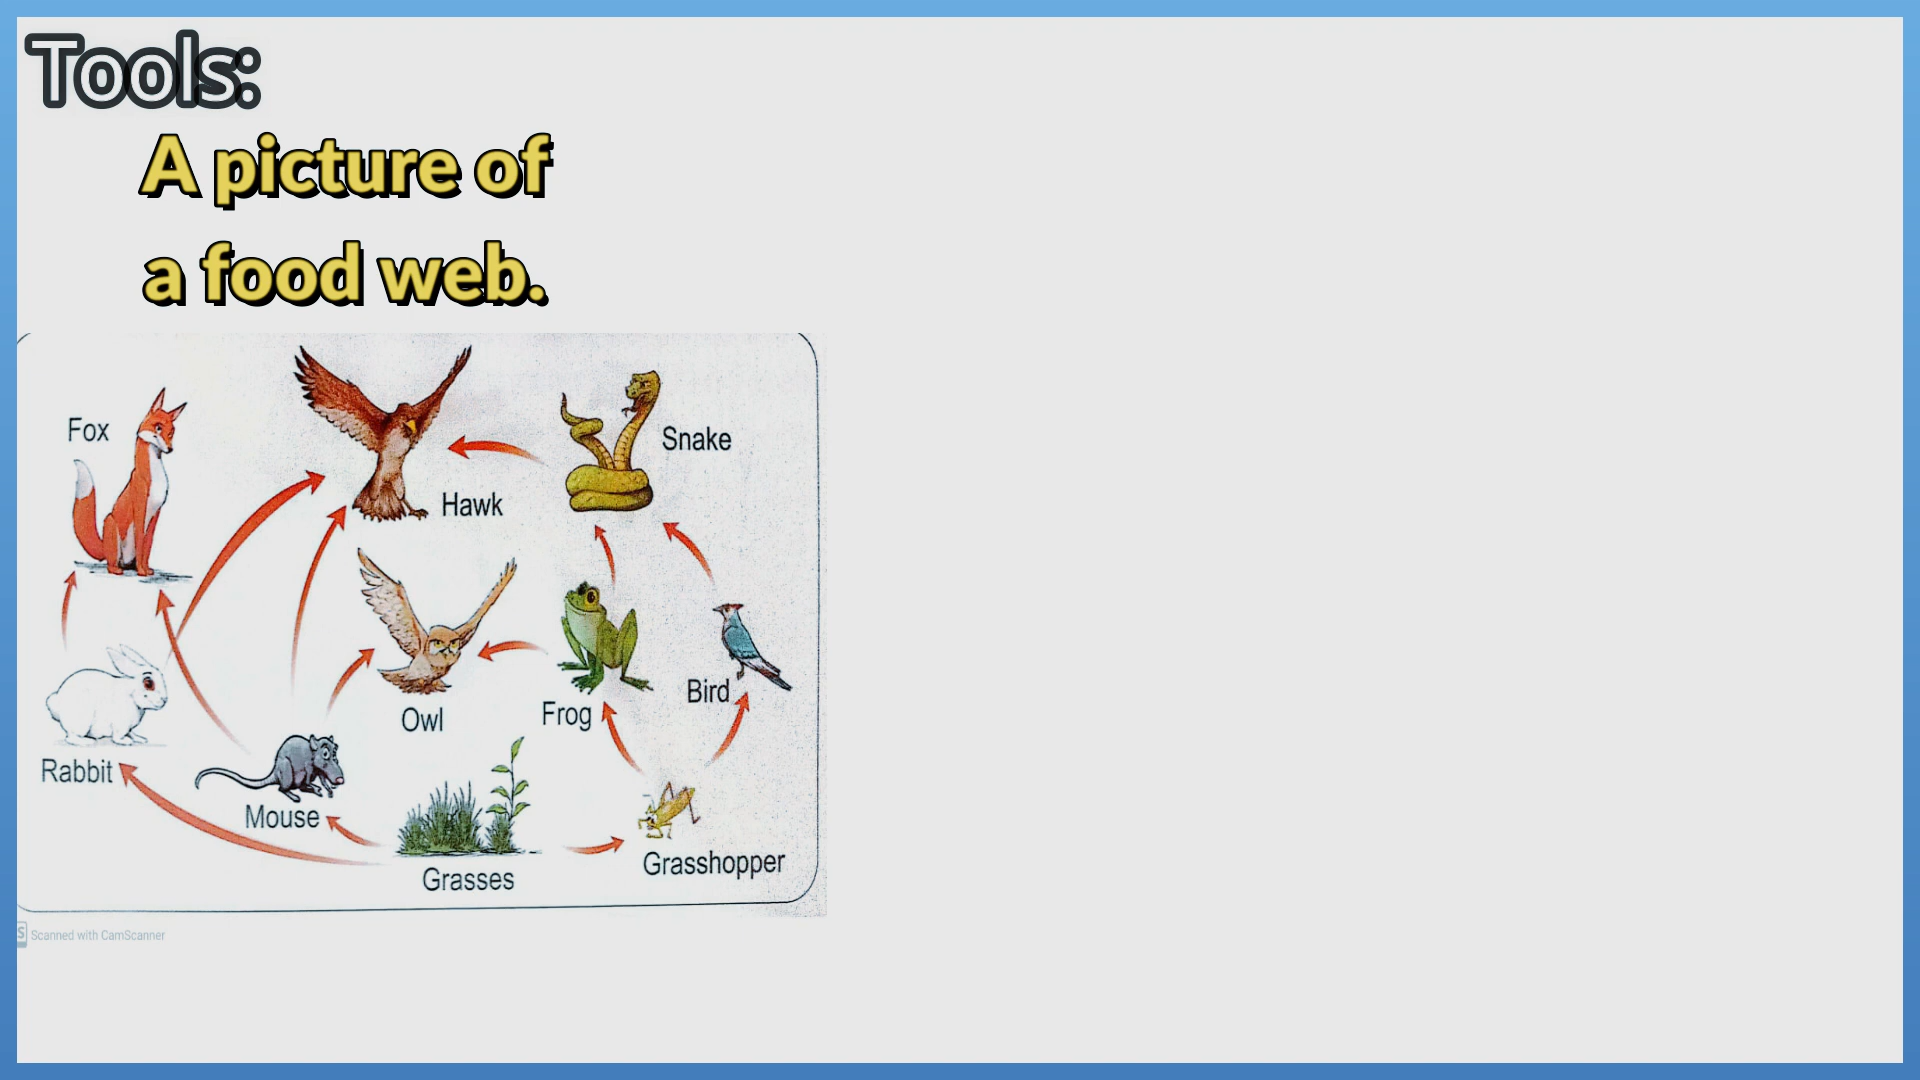 Tools:
A picture of
a food web.
Fox
Snake
Hawk
Bird
Owl
Frog
Rabbit
Mouse
Grasshopper
Grasses
S Scanned with CamScanner